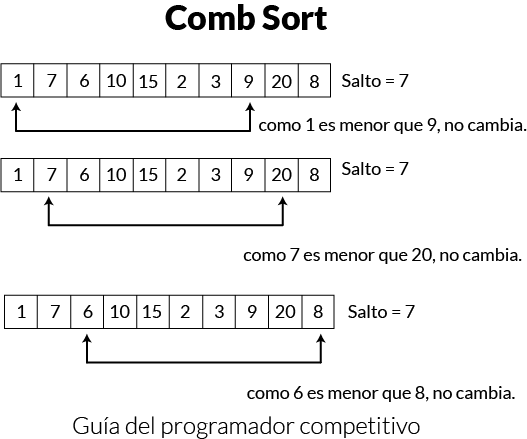 Comb Sort
1 7 6 10 15 2 3 9 20 8 Salto = 7
como 1 es menor que 9, no cambia.
1 7 6 10 15 2 3 9 20 8 Salto = 7
como 7 es menor que 20, no cambia.
1 7 6 10 15 2 3 9 20 8 Salto = 7
como 6 es menor que 8, no cambia.
Guía del programador competitivo